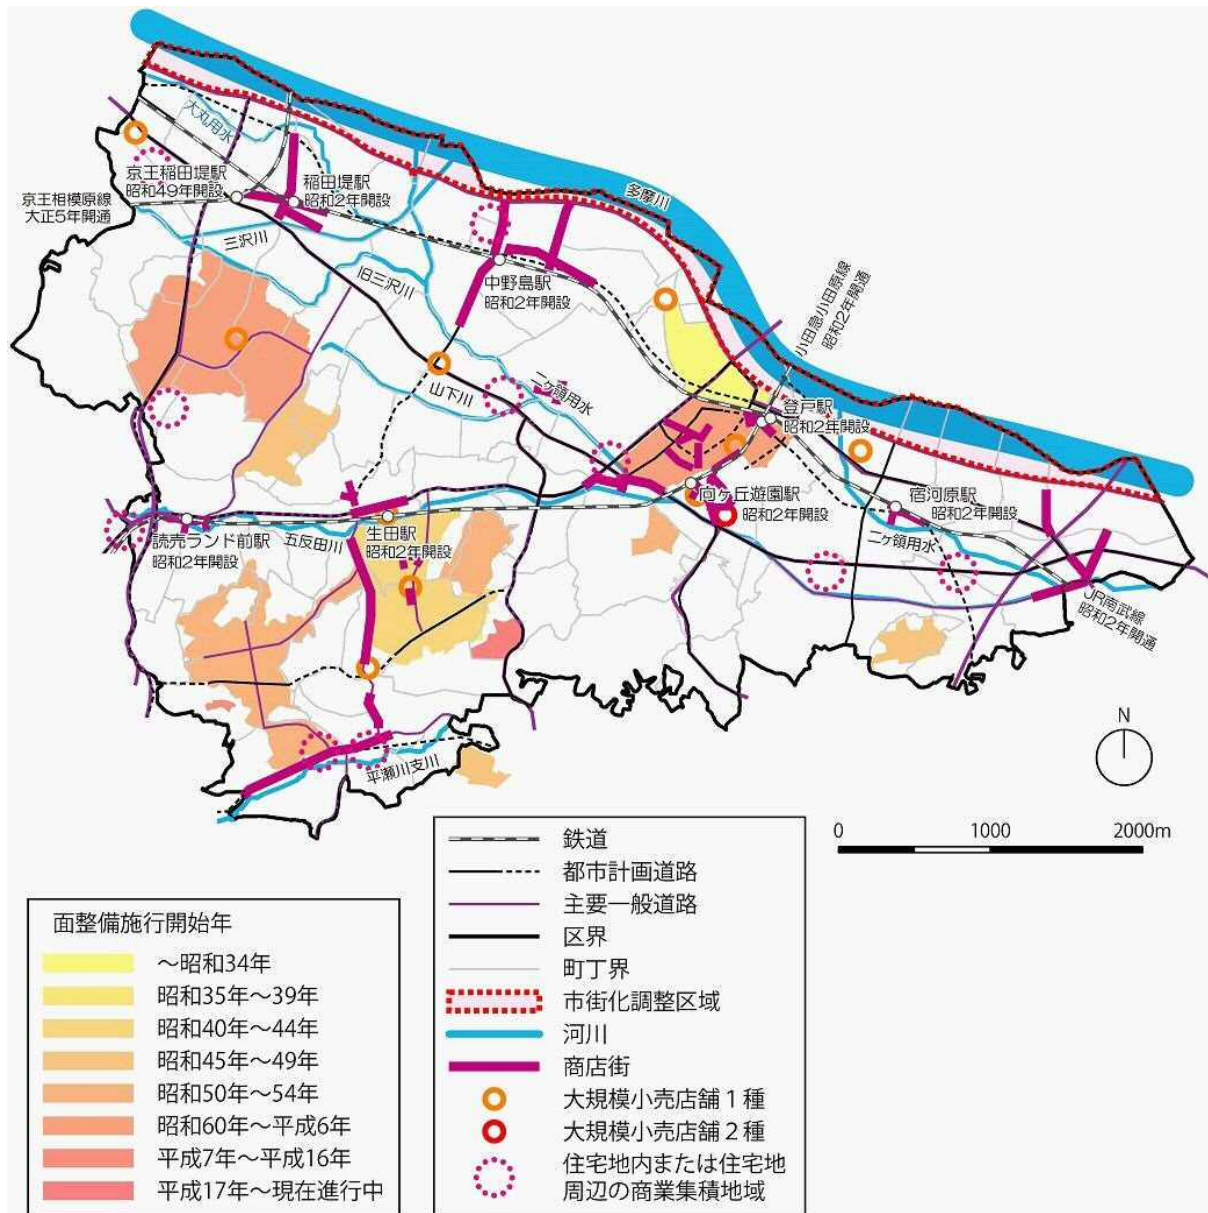 大丸用水
京王稲田堤駅
昭和49年開設
稲田堤駅
昭和2年開設
京王相模原線
大正5年開通
多摩川
三沢川
旧三沢川
中野島駅
昭和2年開設
小田急小田原線
昭和2年開通
山下川
二ヶ領用水
登戸駅
昭和2年開設
向ヶ丘遊園駅
昭和2年開設
宿河原駅
昭和2年開設
二ヶ領用水
読売ランド前駅
昭和2年開設
五反田川
生田駅
昭和2年開設
JR南武線
昭和2年開通
平瀬川支川
N
0 1000 2000m
面整備施行開始年
～昭和34年
昭和35年～39年
昭和40年～44年
昭和45年～49年
昭和50年～54年
昭和60年～平成6年
平成7年～平成16年
平成17年～現在進行中
鉄道
都市計画道路
主要一般道路
区界
町丁界
市街化調整区域
河川
商店街
大規模小売店舗1種
大規模小売店舗2種
住宅地内または住宅地
周辺の商業集積地域